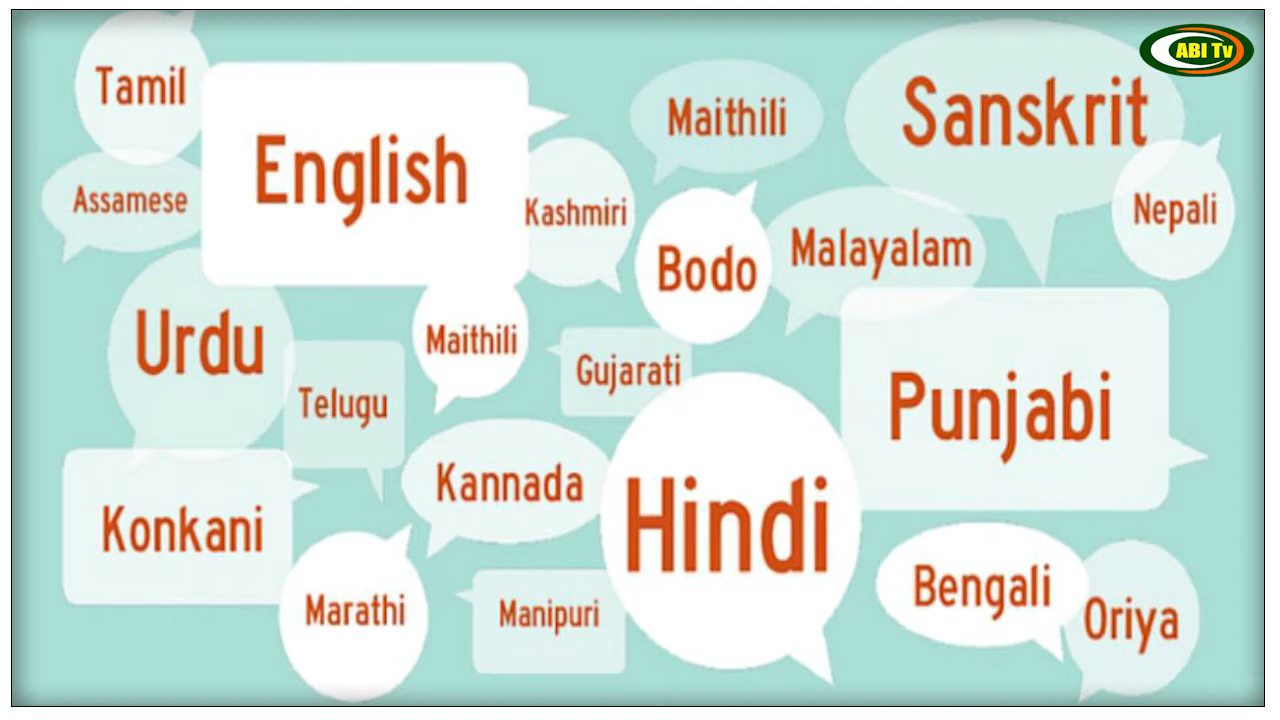 Tamil
English
Maithili
Sanskrit
ABI Tv
Assamese
Kashmiri
Bodo
Malayalam
Nepali
Urdu
Maithili
Gujarati
Telugu
Punjabi
Konkani
Kannada
Hindi
Marathi
Manipuri
Bengali
Oriya